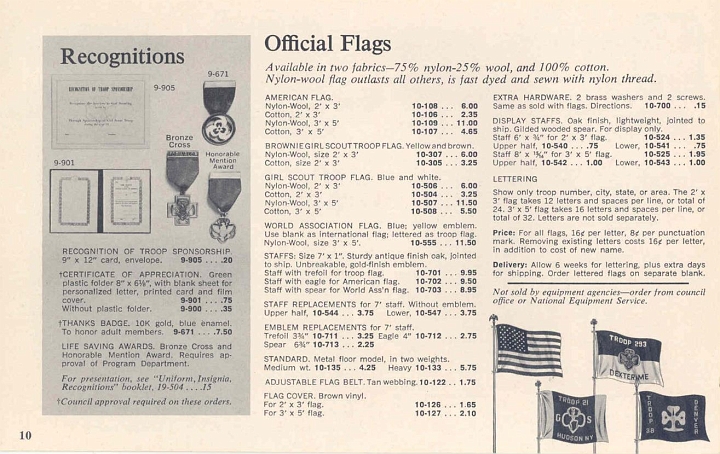 Recognitions
RECOGNITION OF TROOP SPONSORSHIP
9-905
9-671
Bronze
Cross
Honorable
Mention
Award
9-901
RECOGNITION OF TROOP SPONSORSHIP.
9" x 12" card, envelope. 9-905 ... .20
†CERTIFICATE OF APPRECIATION. Green
plastic folder 8" x 6½", with blank sheet for
personalized letter, printed card and film
cover. 9-901 .... .75
Without plastic folder. 9-900 .... .35
†THANKS BADGE. 10K gold, blue enamel.
To honor adult members. 9-671 ... .7.50
LIFE SAVING AWARDS. Bronze Cross and
Honorable Mention Award. Requires ap-
proval of Program Department.
For presentation, see "Uniform, Insignia,
Recognitions" booklet, 19-504 .... .15
†Council approval required on these orders.
10
Official Flags
Available in two fabrics—75% nylon-25% wool, and 100% cotton.
Nylon-wool flag outlasts all others, is fast dyed and sewn with nylon thread.
AMERICAN FLAG.
Nylon-Wool, 2' x 3' 10-108 ... 6.00
Cotton, 2' x 3' 10-106 ... 2.35
Nylon-Wool, 3' x 5' 10-109 ... 11.00
Cotton, 3' x 5' 10-107 ... 4.65
BROWNIE GIRL SCOUT TROOP FLAG. Yellow and brown.
Nylon-Wool, size 2' x 3' 10-307 ... 6.00
Cotton, size 2' x 3' 10-305 ... 3.25
GIRL SCOUT TROOP FLAG. Blue and white.
Nylon-Wool, 2' x 3' 10-506 ... 6.00
Cotton, 2' x 3' 10-504 ... 3.25
Nylon-Wool, 3' x 5' 10-507 ... 11.50
Cotton, 3' x 5' 10-508 ... 5.50
WORLD ASSOCIATION FLAG. Blue; yellow emblem.
Use blank as international flag; lettered as troop flag.
Nylon-Wool, size 3' x 5'. 10-555 ... 11.50
STAFFS: Size 7' x 1". Sturdy antique finish oak, jointed
to ship. Unbreakable, gold-finish emblem.
Staff with trefoil for troop flag. 10-701 ... 9.95
Staff with eagle for American flag. 10-702 ... 9.50
Staff with spear for World Ass'n flag. 10-703 ... 8.95
STAFF REPLACEMENTS for 7' staff. Without emblem.
Upper half, 10-544 .... 3.75 Lower, 10-547 ... 3.75
EMBLEM REPLACEMENTS for 7' staff.
Trefoil 3¾" 10-711 ... 3.25 Eagle 4" 10-712 ... 2.75
Spear 6¾" 10-713 ... 2.25
STANDARD. Metal floor model, in two weights.
Medium wt. 10-135 ... 4.25 Heavy 10-133 ... 5.75
ADJUSTABLE FLAG BELT. Tan webbing. 10-122 .. 1.75
FLAG COVER. Brown vinyl.
For 2' x 3' flag. 10-126 ... 1.65
For 3' x 5' flag. 10-127 ... 2.10
EXTRA HARDWARE. 2 brass washers and 2 screws.
Same as sold with flags. Directions. 10-700 ... .15
DISPLAY STAFFS. Oak finish, lightweight, jointed to
ship. Gilded wooded spear. For display only.
Staff 6' x ¾" for 2' x 3' flag. 10-524 ... 1.35
Upper half, 10-540 .... .75 Lower, 10-541 ... .75
Staff 8' x 15/16" for 3' x 5' flag. 10-525 ... 1.95
Upper half, 10-542 .... 1.00 Lower, 10-543 ... 1.00
LETTERING
Show only troop number, city, state, or area. The 2' x
3' flag takes 12 letters and spaces per line, or total of
24. 3' x 5' flag takes 16 letters and spaces per line, or
total of 32. Letters are not sold separately.
Price: For all flags, 16¢ per letter, 8¢ per punctuation
mark. Removing existing letters costs 16¢ per letter,
in addition to cost of new name.
Delivery: Allow 6 weeks for lettering, plus extra days
for shipping. Order lettered flags on separate blank.
Not sold by equipment agencies—order from council
office or National Equipment Service.
TROOP 293
DEXTER ME
TROOP 21
G S
HUDSON NY
TROOP 38
DENVER